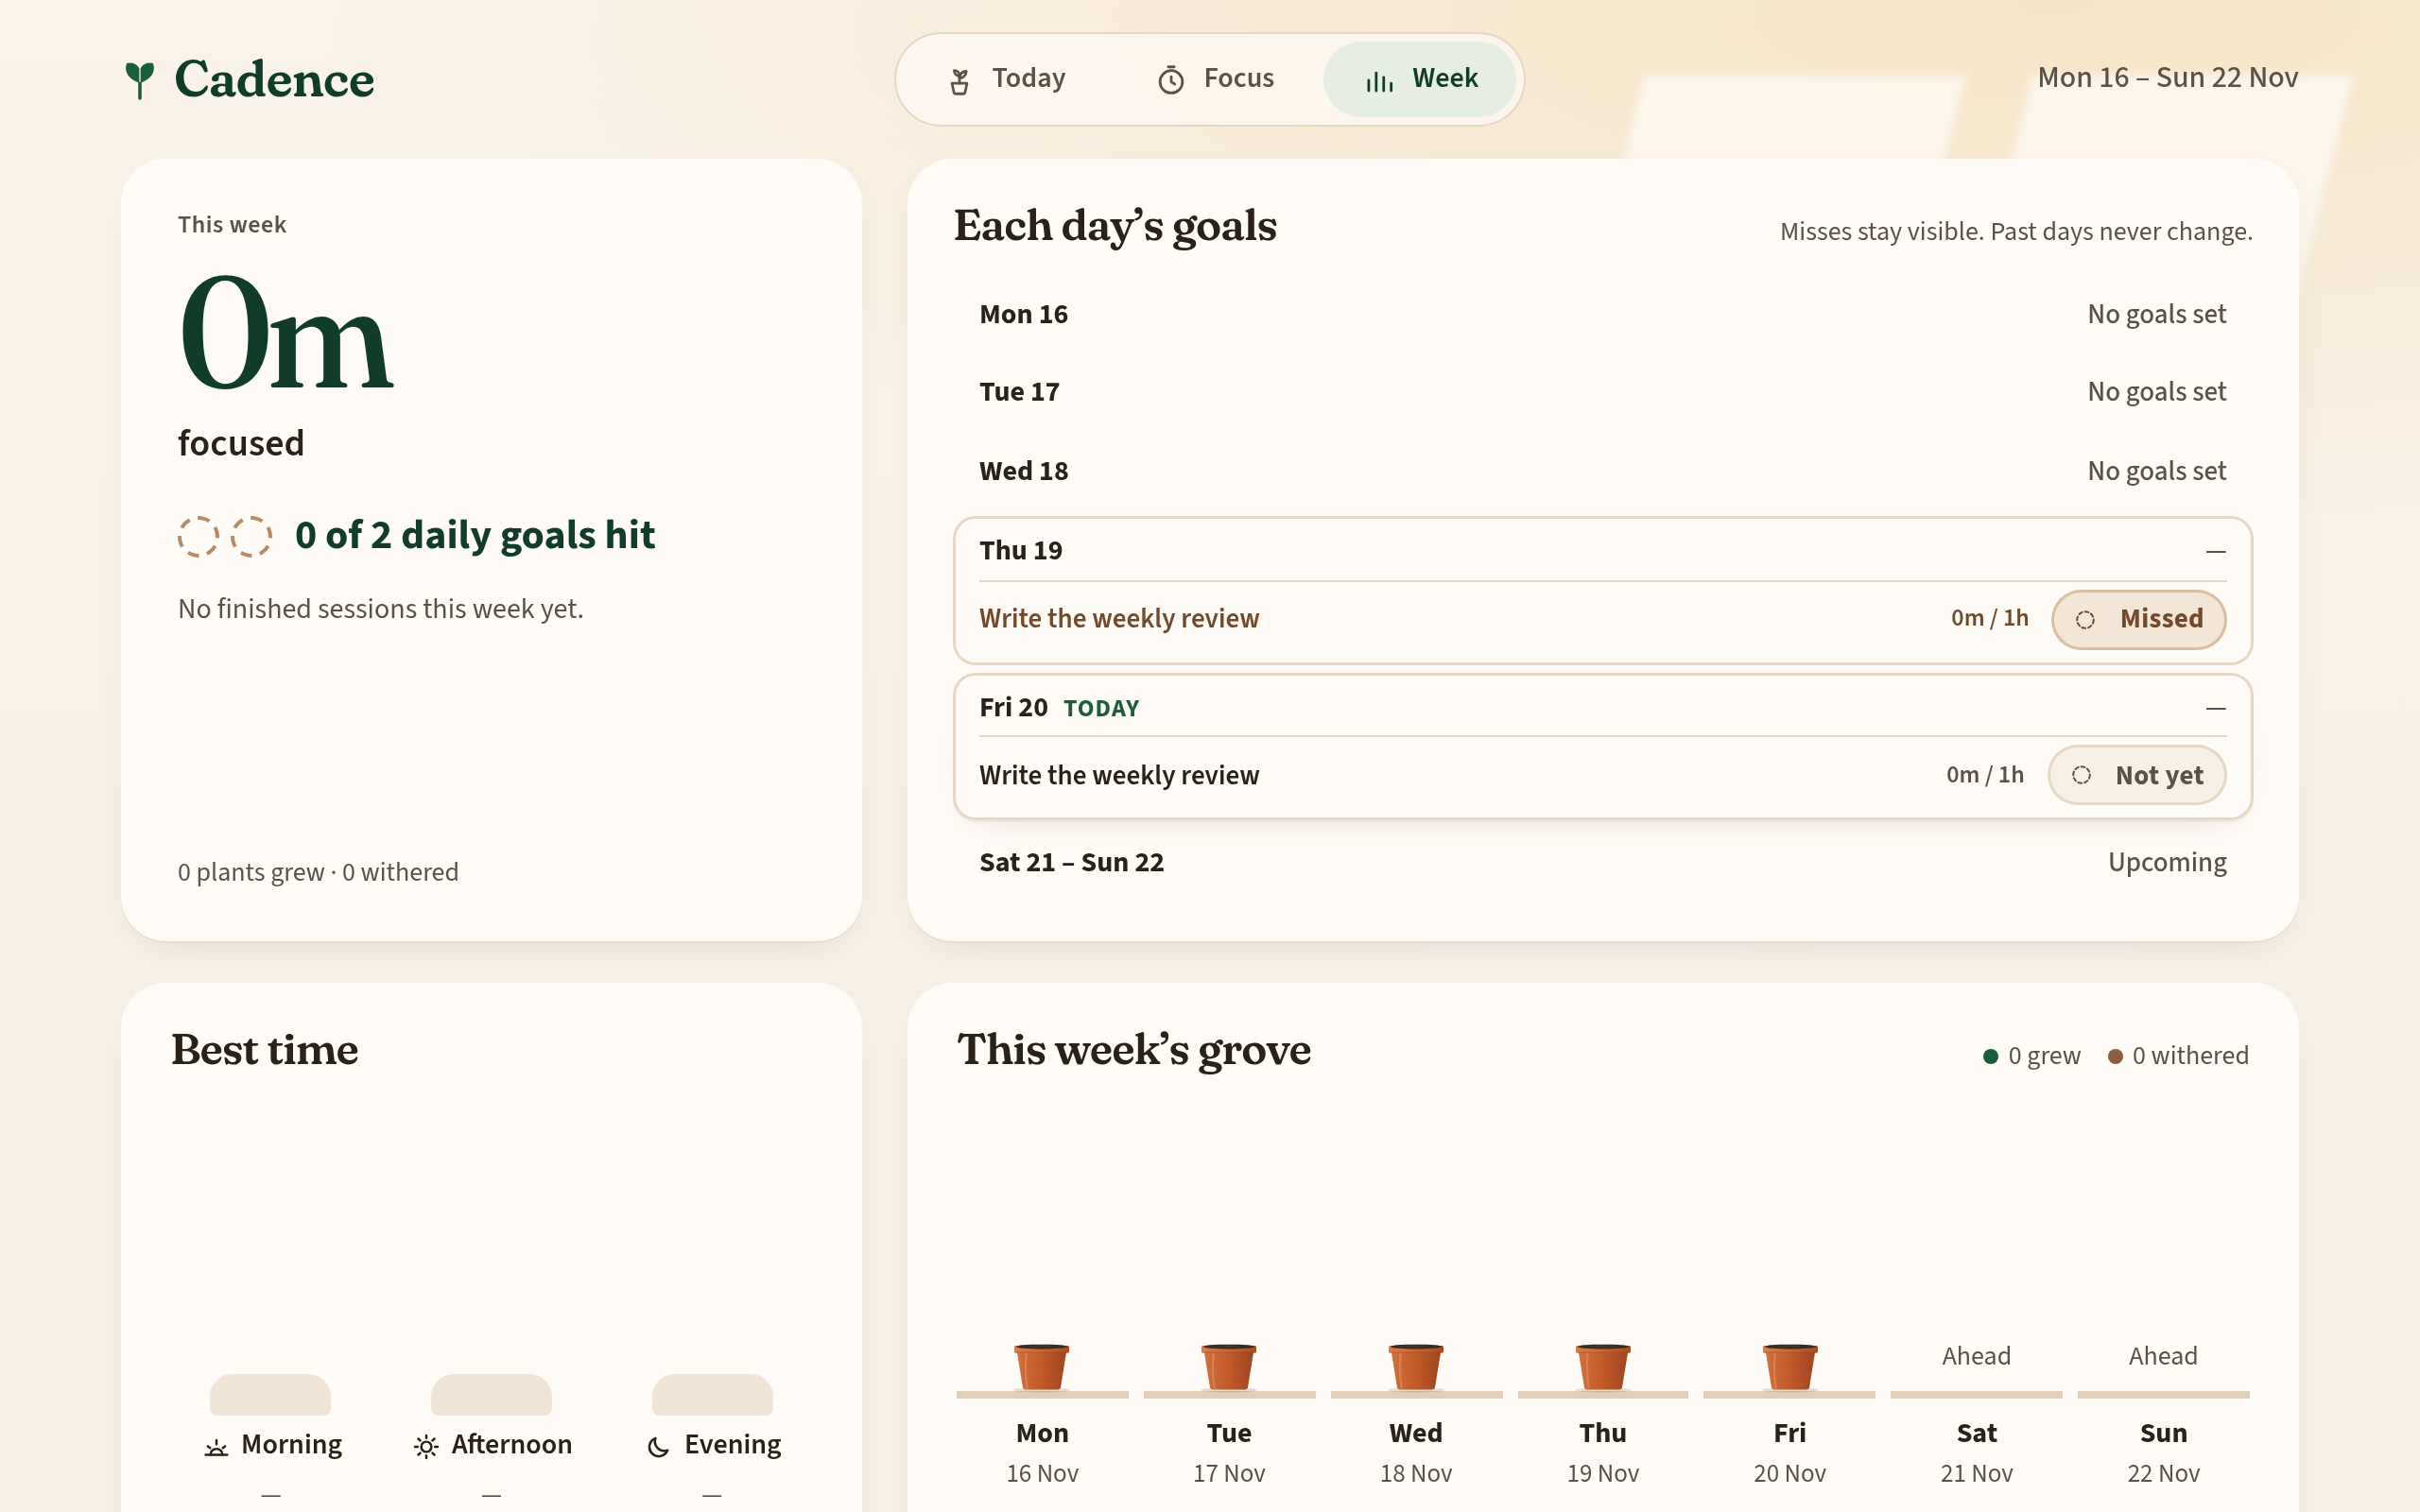 Cadence
Today
Focus
Week
Mon 16 – Sun 22 Nov
This week
0m
focused
0 of 2 daily goals hit
No finished sessions this week yet.
0 plants grew · 0 withered
Each day’s goals
Misses stay visible. Past days never change.
Mon 16 No goals set
Tue 17 No goals set
Wed 18 No goals set
Thu 19 —
Write the weekly review 0m / 1h Missed
Fri 20 TODAY —
Write the weekly review 0m / 1h Not yet
Sat 21 – Sun 22 Upcoming
Best time
Morning Afternoon Evening
— — —
This week’s grove
0 grew 0 withered
Ahead Ahead
Mon Tue Wed Thu Fri Sat Sun
16 Nov 17 Nov 18 Nov 19 Nov 20 Nov 21 Nov 22 Nov